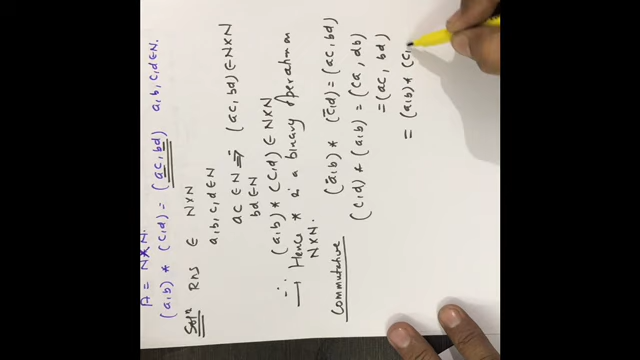 A = N×N.
(a,b) * (c,d) = (ac, bd) a,b,c,d ∈ N.
Solⁿ RHS ∈ N×N
a,b,c,d ∈ N
ac ∈ N ⇒ (ac, bd) ∈ N×N
bd ∈ N
(a,b) * (c,d) ∈ N×N
∴ Hence * is a binary operation on
N×N.
Commutative (a,b) * (c,d) = (ac, bd)
(c,d) * (a,b) = (ca, db)
= (ac, bd)
= (a,b) * (c,